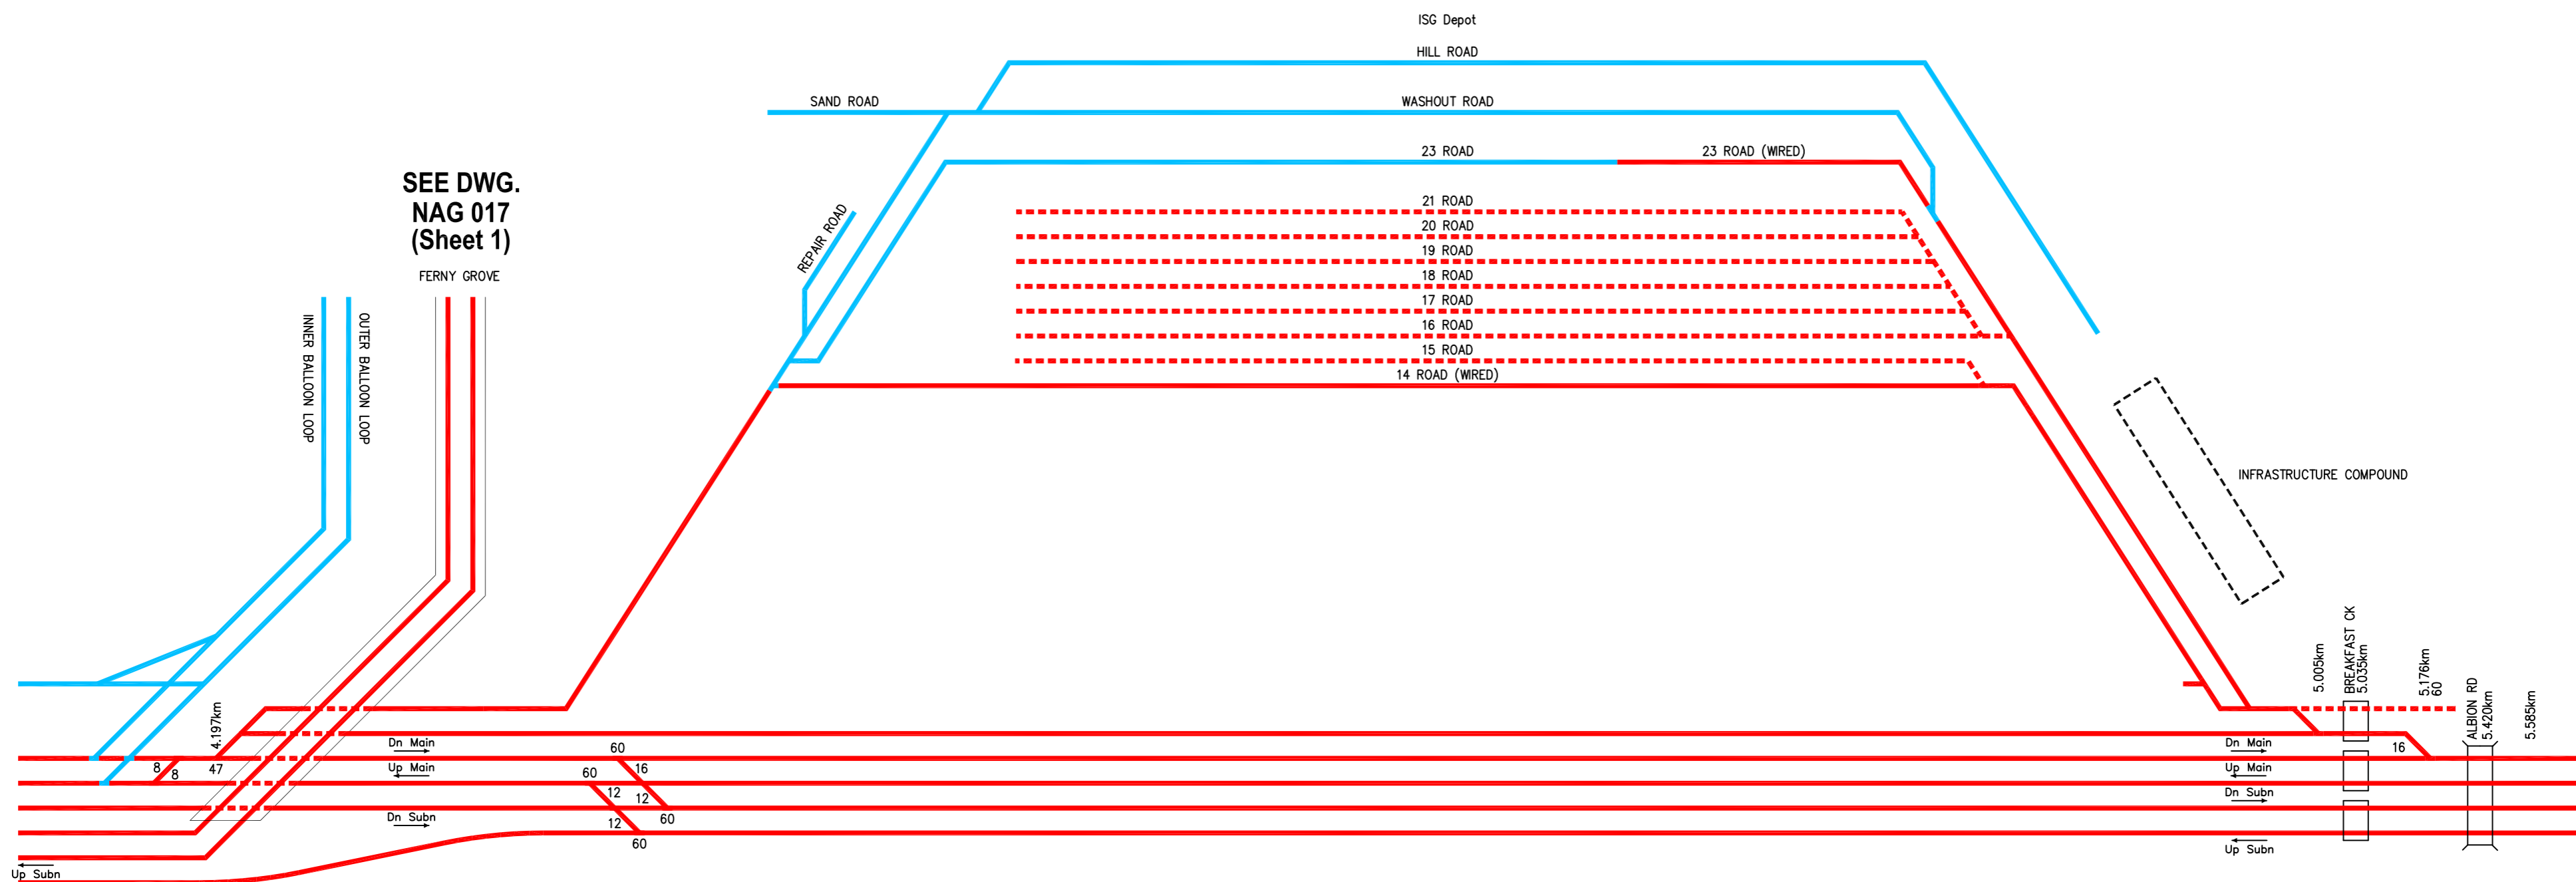 ISG Depot
HILL ROAD
SAND ROAD
WASHOUT ROAD
23 ROAD
23 ROAD (WIRED)
SEE DWG.
NAG 017
(Sheet 1)
FERNY GROVE
REPAIR ROAD
21 ROAD
20 ROAD
19 ROAD
18 ROAD
17 ROAD
16 ROAD
15 ROAD
14 ROAD (WIRED)
INNER BALLOON LOOP
OUTER BALLOON LOOP
INFRASTRUCTURE COMPOUND
4.197km
5.005km
BREAKFAST CK
5.035km
5.176km
60
ALBION RD
5.420km
5.585km
Dn Main
60
Dn Main
16
8
8
47
Up Main
60
16
Up Main
12
12
Dn Subn
Dn Subn
12
60
60
Up Subn
Up Subn